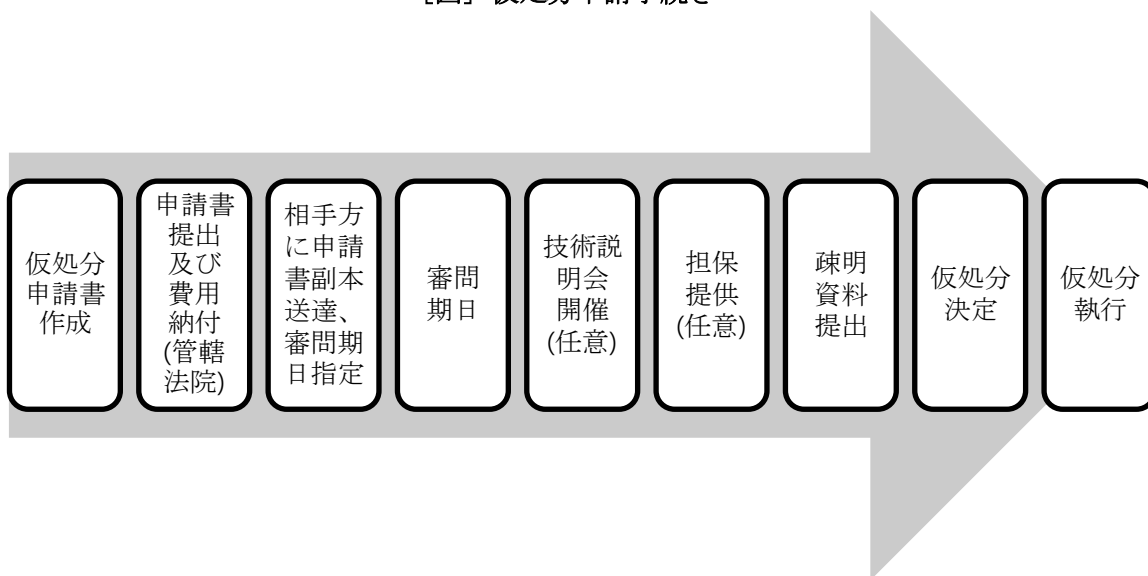 仮処分
申請書
作成
申請書
提出
及び
費用
納付
(管轄
法院)
相手方
に申請
書副本
送達、
審問期
日指定
審問
期日
技術説
明会
開催
(任意)
担保
提供
(任意)
疎明
資料
提出
仮処分
決定
仮処分
執行